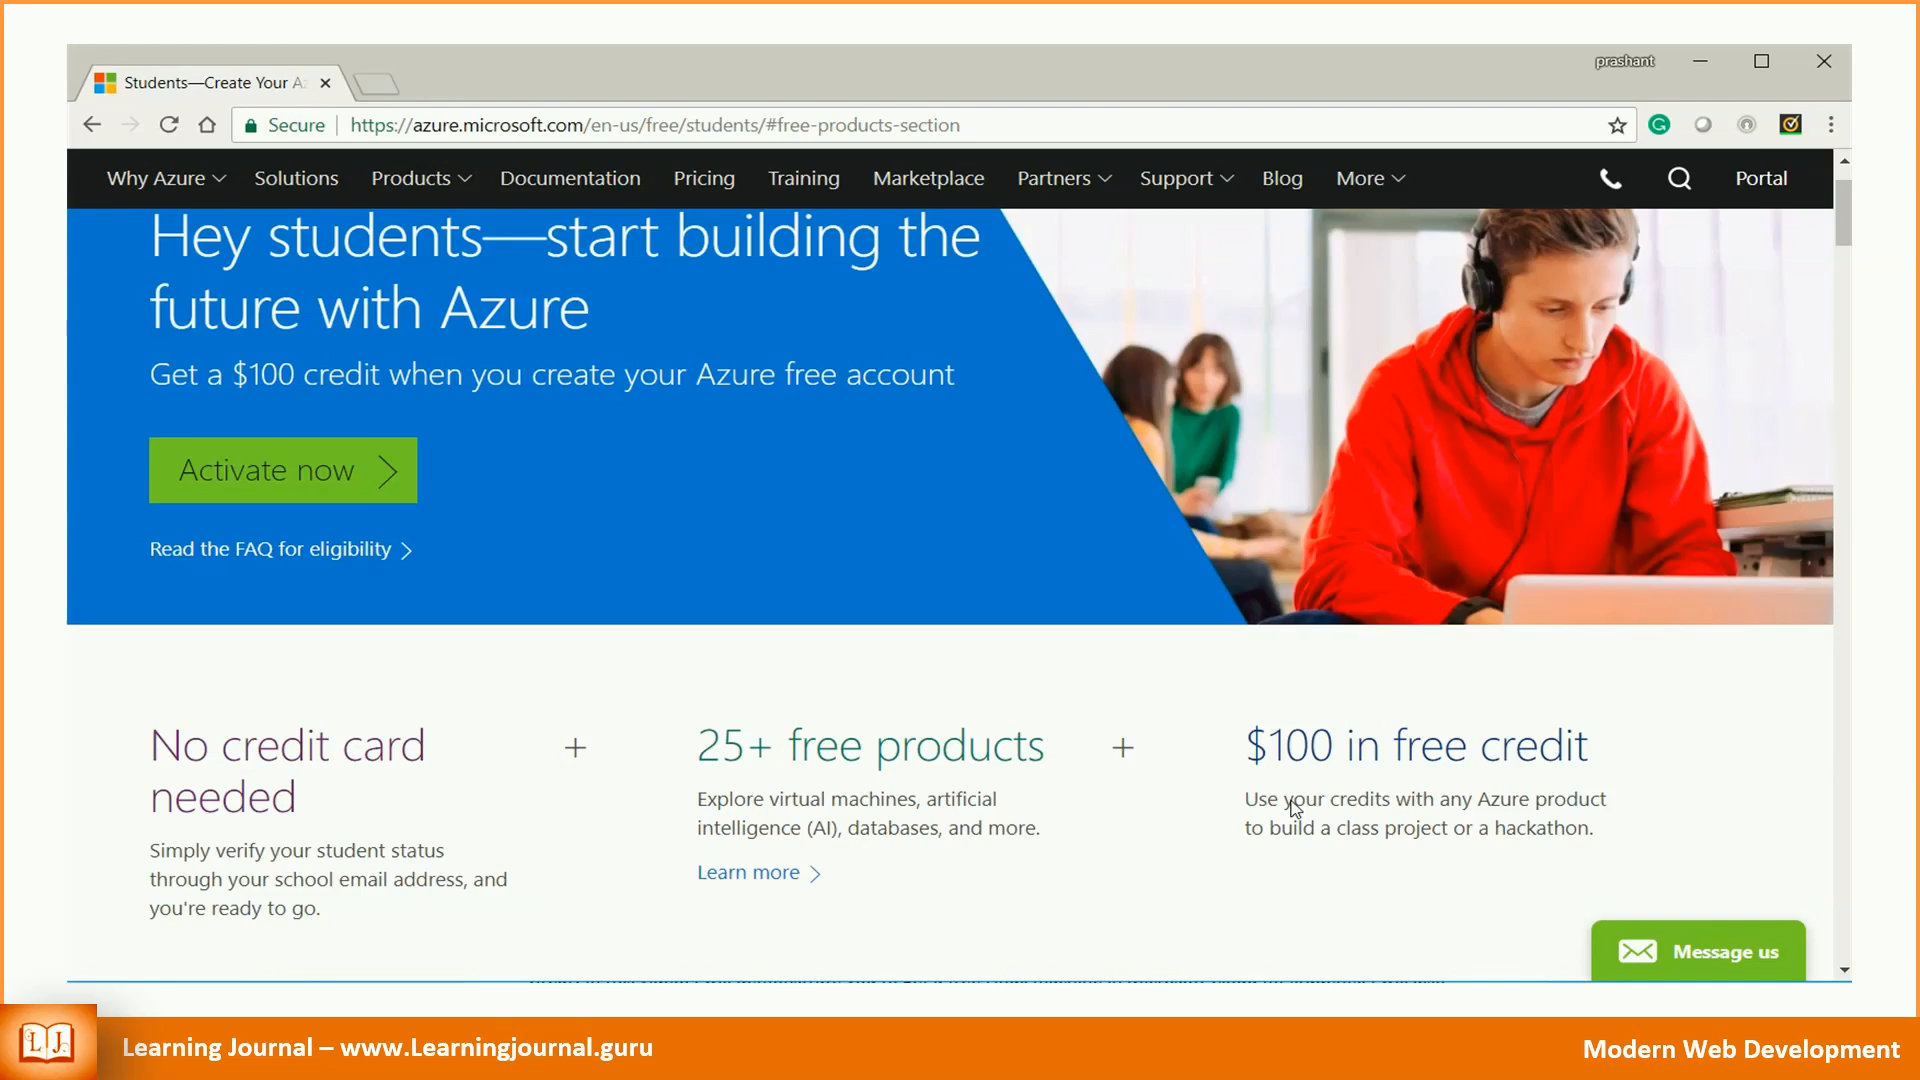 prashant
Students—Create Your A
Secure
https://azure.microsoft.com/en-us/free/students/#free-products-section
Why Azure Solutions Products Documentation Pricing Training Marketplace Partners Support Blog More Portal
Hey students—start building the
future with Azure
Get a $100 credit when you create your Azure free account
Activate now
Read the FAQ for eligibility
No credit card
needed
Simply verify your student status
through your school email address, and
you're ready to go.
+
25+ free products
Explore virtual machines, artificial
intelligence (AI), databases, and more.
Learn more
+
$100 in free credit
Use your credits with any Azure product
to build a class project or a hackathon.
Message us
LJ
Learning Journal – www.Learningjournal.guru
Modern Web Development